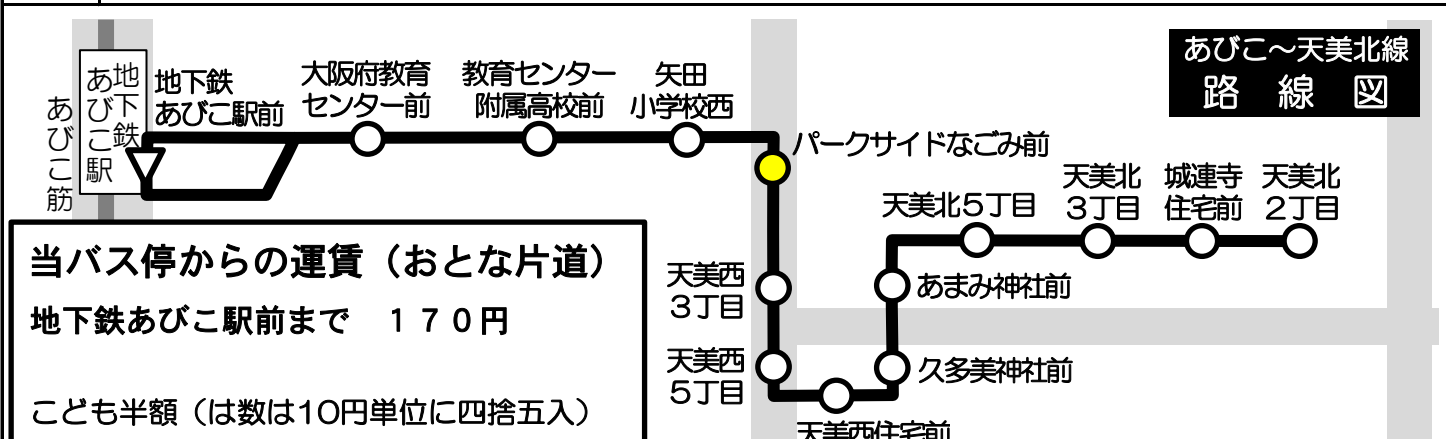 あびこ～天美北線
路線図
あびこ筋
地下鉄
あびこ駅
地下鉄
あびこ駅前
大阪府教育
センター前
教育センター
附属高校前
矢田
小学校西
パークサイドなごみ前
天美西
3丁目
天美西
5丁目
天美西住宅前
久多美神社前
あまみ神社前
天美北5丁目
天美北
3丁目
城連寺
住宅前
天美北
2丁目
当バス停からの運賃（おとな片道）
地下鉄あびこ駅前まで　１７０円
こども半額（は数は10円単位に四捨五入）